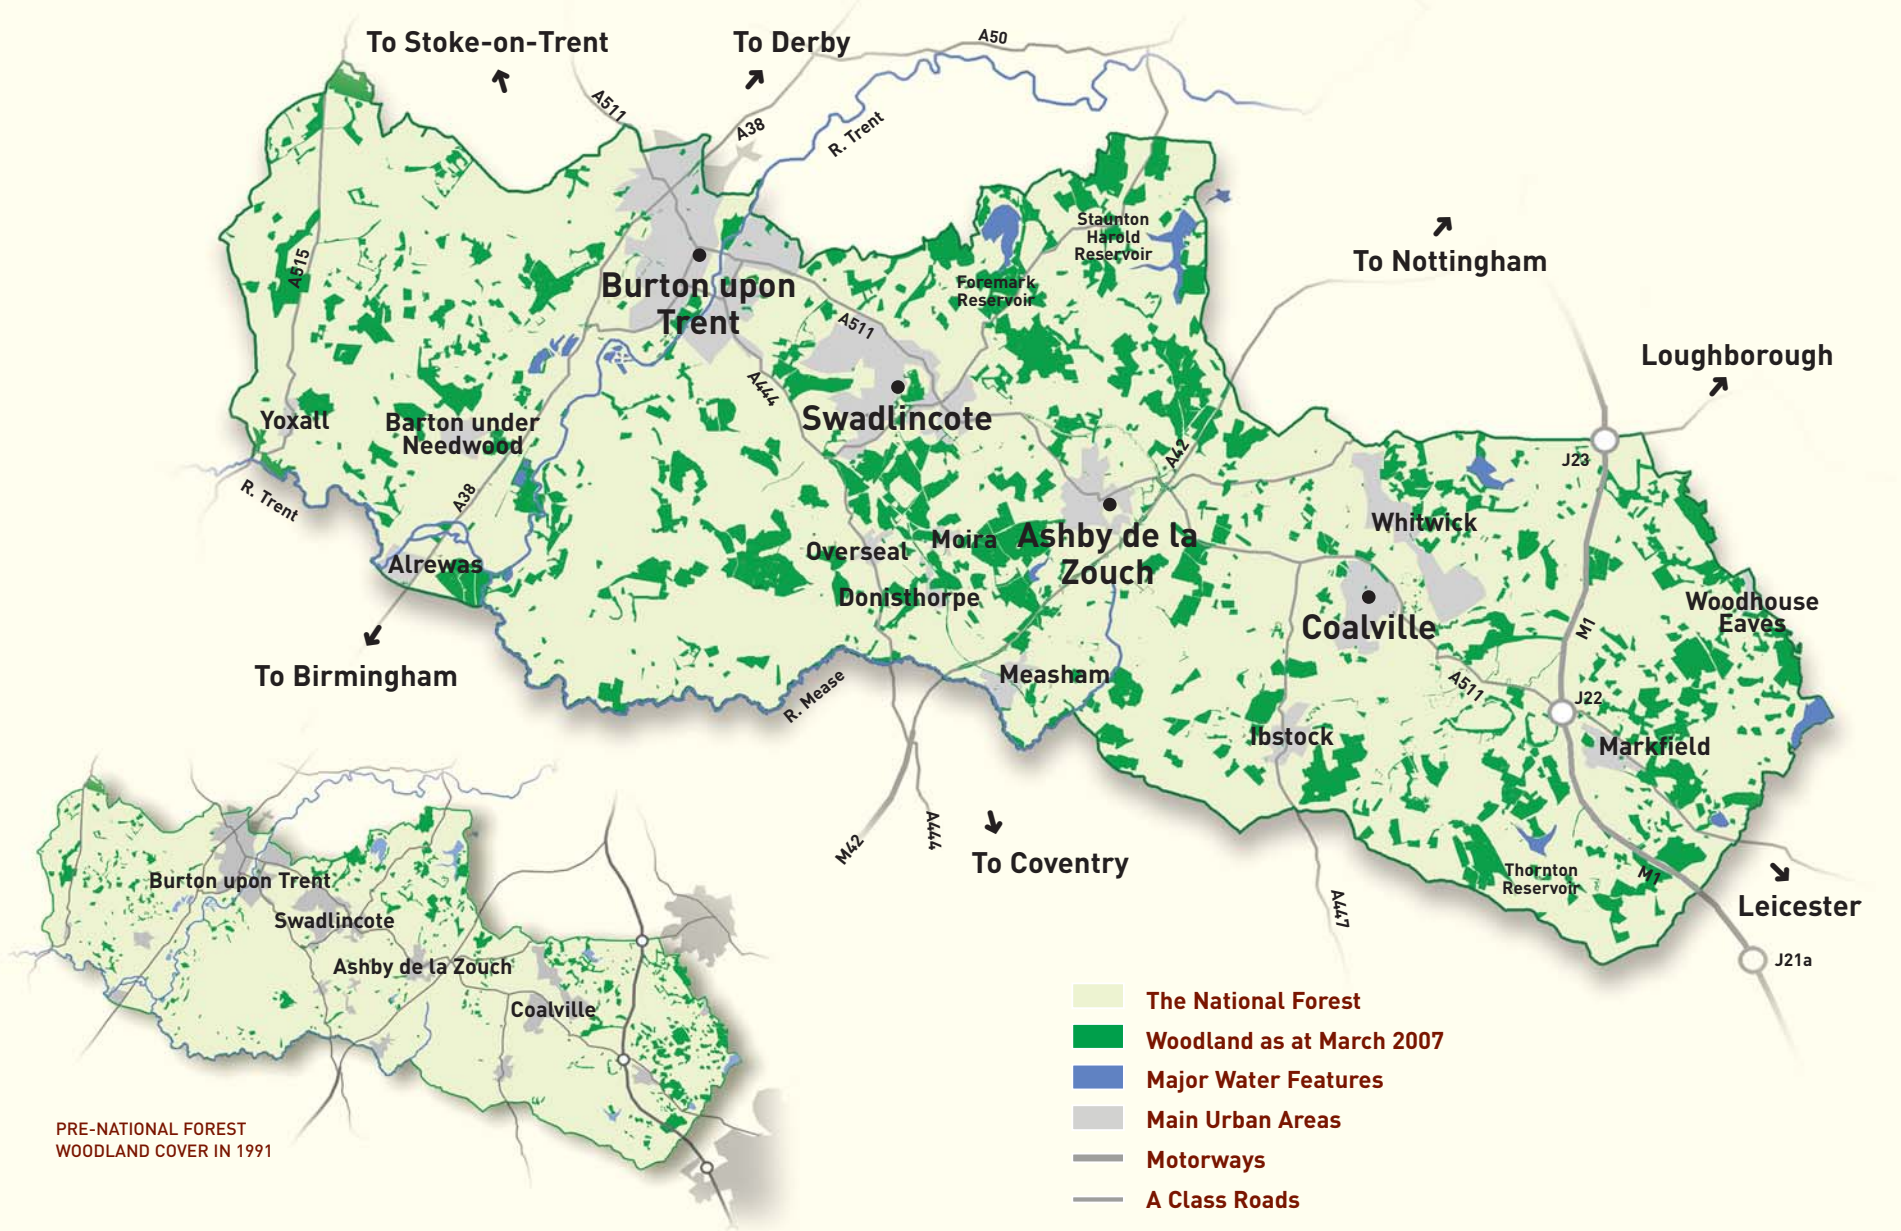 To Stoke-on-Trent
To Derby
A50
A511
A38
R. Trent
A515
Staunton
Harold
Reservoir
Foremark
Reservoir
To Nottingham
Burton upon
Trent
A511
Loughborough
A444
Swadlincote
Yoxall
Barton under
Needwood
A42
J23
R. Trent
A38
Whitwick
Overseal
Moira
Ashby de la
Zouch
Alrewas
Donisthorpe
Woodhouse
Eaves
Coalville
M1
To Birmingham
Measham
R. Mease
A511
J22
Ibstock
Markfield
M42
A444
To Coventry
Thornton
Reservoir
M1
A447
Leicester
J21a
Burton upon Trent
Swadlincote
Ashby de la Zouch
Coalville
PRE-NATIONAL FOREST
WOODLAND COVER IN 1991
The National Forest
Woodland as at March 2007
Major Water Features
Main Urban Areas
Motorways
A Class Roads